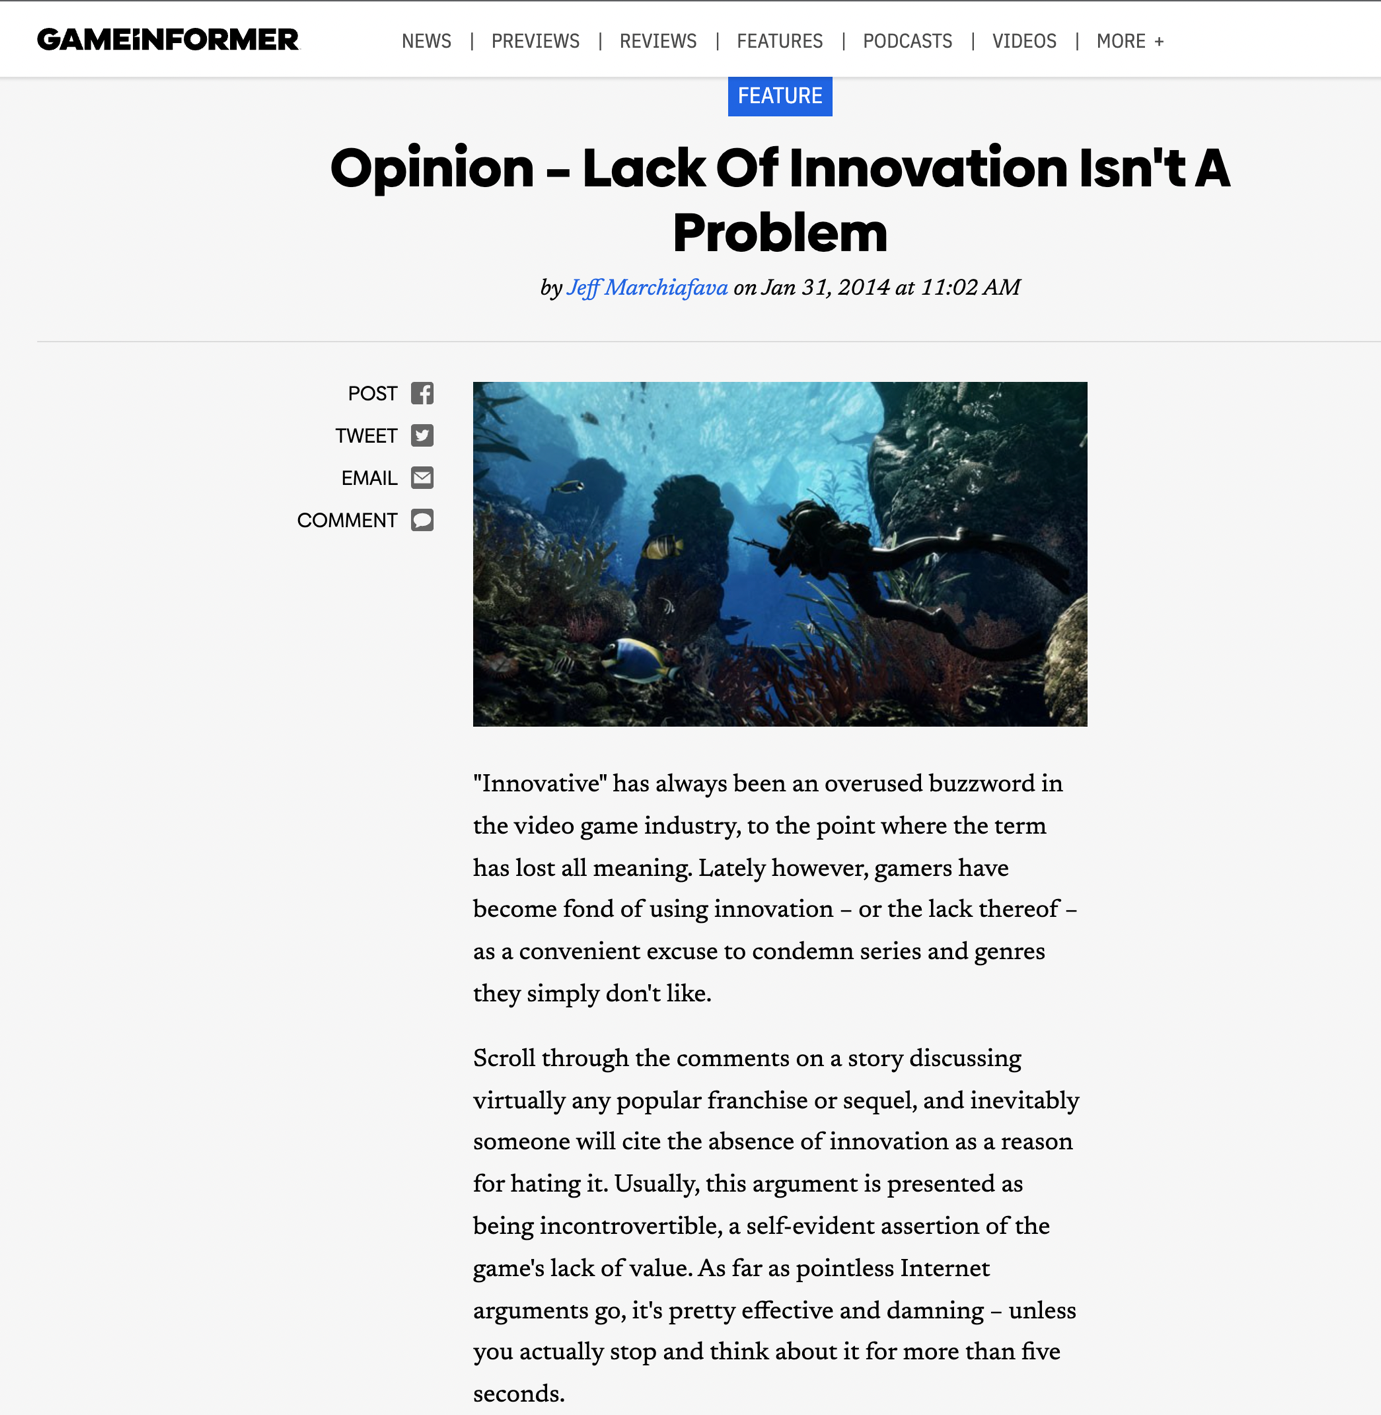 GAMEINFORMER
NEWS | PREVIEWS | REVIEWS | FEATURES | PODCASTS | VIDEOS | MORE +
FEATURE
Opinion – Lack Of Innovation Isn't A
Problem
by Jeff Marchiafava on Jan 31, 2014 at 11:02 AM
POST
TWEET
EMAIL
COMMENT
"Innovative" has always been an overused buzzword in
the video game industry, to the point where the term
has lost all meaning. Lately however, gamers have
become fond of using innovation – or the lack thereof –
as a convenient excuse to condemn series and genres
they simply don't like.
Scroll through the comments on a story discussing
virtually any popular franchise or sequel, and inevitably
someone will cite the absence of innovation as a reason
for hating it. Usually, this argument is presented as
being incontrovertible, a self-evident assertion of the
game's lack of value. As far as pointless Internet
arguments go, it's pretty effective and damning – unless
you actually stop and think about it for more than five
seconds.